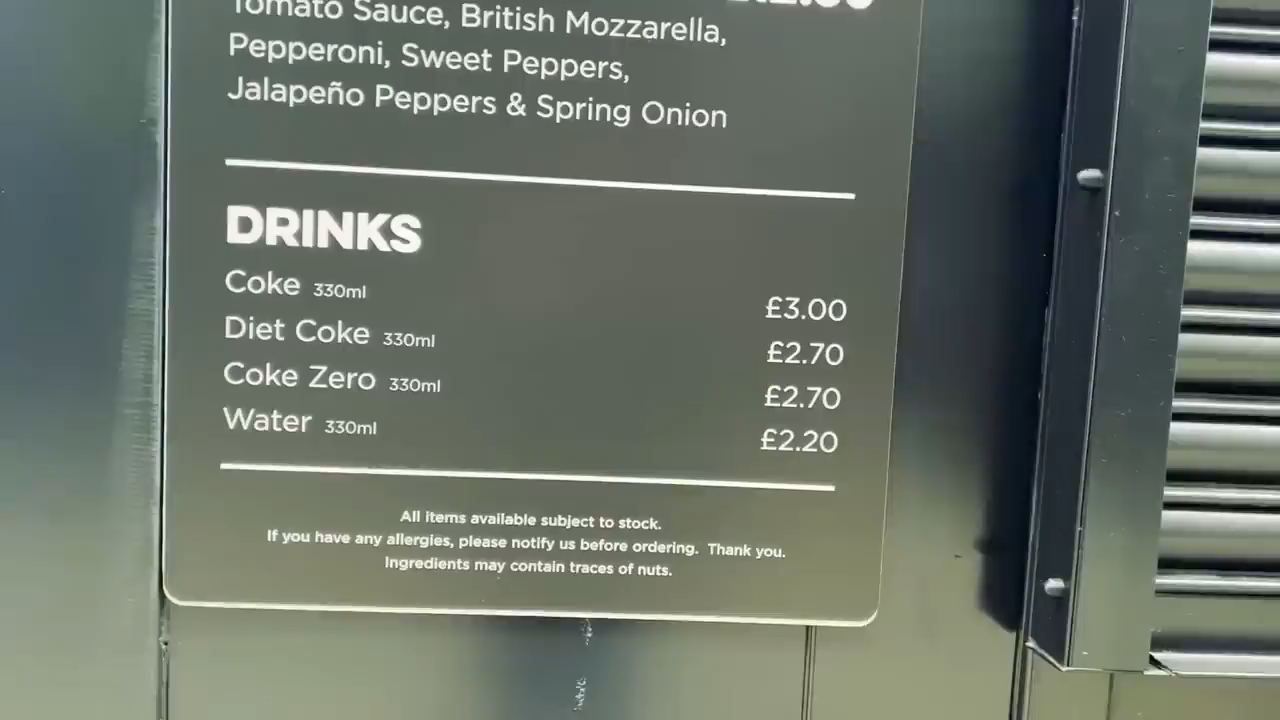 Tomato Sauce, British Mozzarella,
Pepperoni, Sweet Peppers,
Jalapeño Peppers & Spring Onion
DRINKS
Coke 330ml £3.00
Diet Coke 330ml £2.70
Coke Zero 330ml £2.70
Water 330ml £2.20
All items available subject to stock.
If you have any allergies, please notify us before ordering. Thank you.
Ingredients may contain traces of nuts.